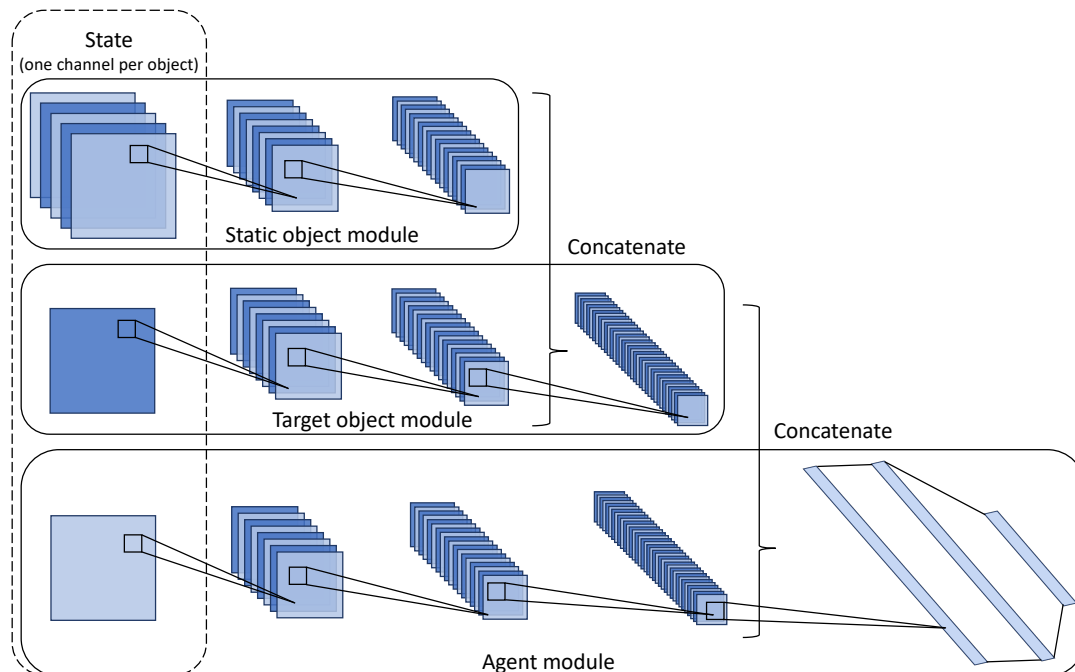 State
(one channel per object)
Static object module
Concatenate
Target object module
Concatenate
Agent module